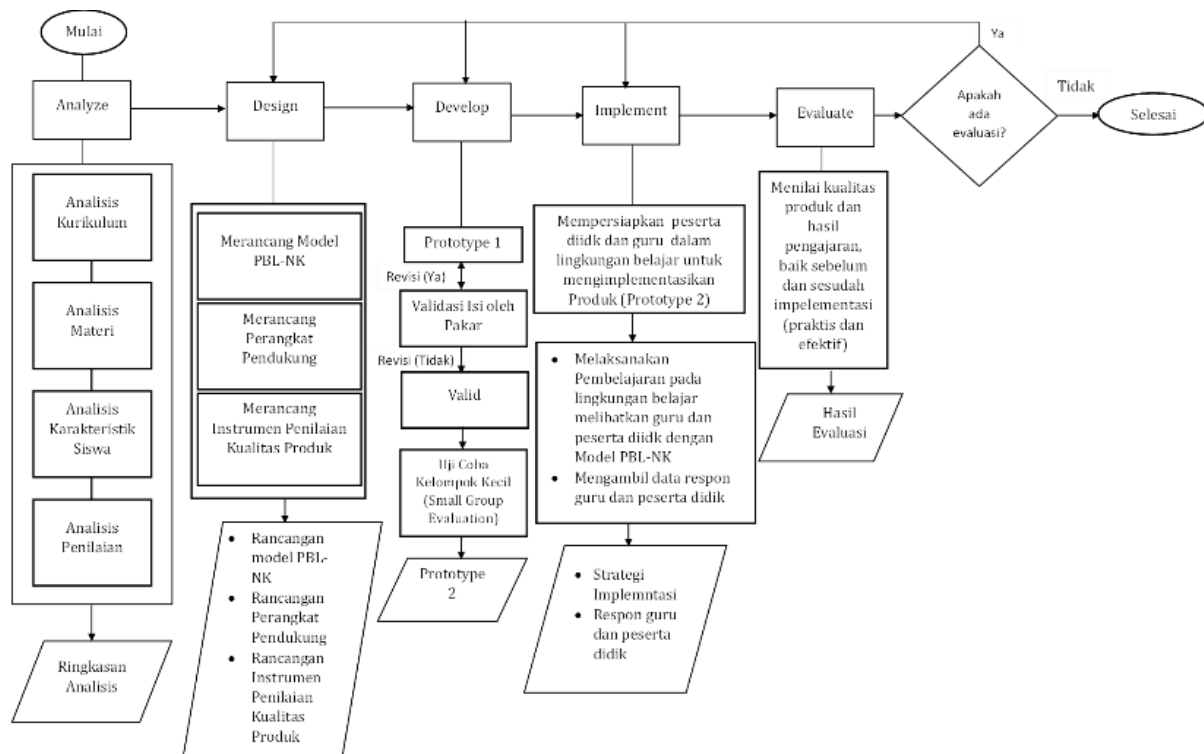 Mulai
Ya
Analyze
Design
Develop
Implement
Evaluate
Apakah
ada
evaluasi?
Tidak
Selesai
Analisis
Kurikulum
Analisis
Materi
Analisis
Karakteristik
Siswa
Analisis
Penilaian
Ringkasan
Analisis
Merancang Model
PBL-NK
Merancang
Perangkat
Pendukung
Merancang
Instrumen Penilaian
Kualitas Produk
• Rancangan
model PBL-
NK
• Rancangan
Perangkat
Pendukung
• Rancangan
Instrumen
Penilaian
Kualitas
Produk
Prototype 1
Revisi (Ya)
Validasi Isi oleh
Pakar
Revisi (Tidak)
Valid
Uji Coba
Kelompok Kecil
(Small Group
Evaluation)
Prototype
2
Mempersiapkan peserta
diidk dan guru dalam
lingkungan belajar untuk
mengimplementasikan
Produk (Prototype 2)
• Melaksanakan
Pembelajaran pada
lingkungan belajar
melibatkan guru dan
peserta diidk dengan
Model PBL-NK
• Mengambil data respon
guru dan peserta didik
• Strategi
Implemntasi
• Respon guru
dan peserta
didik
Menilai kualitas
produk dan
hasil
pengajaran,
baik sebelum
dan sesudah
impelementasi
(praktis dan
efektif)
Hasil
Evaluasi